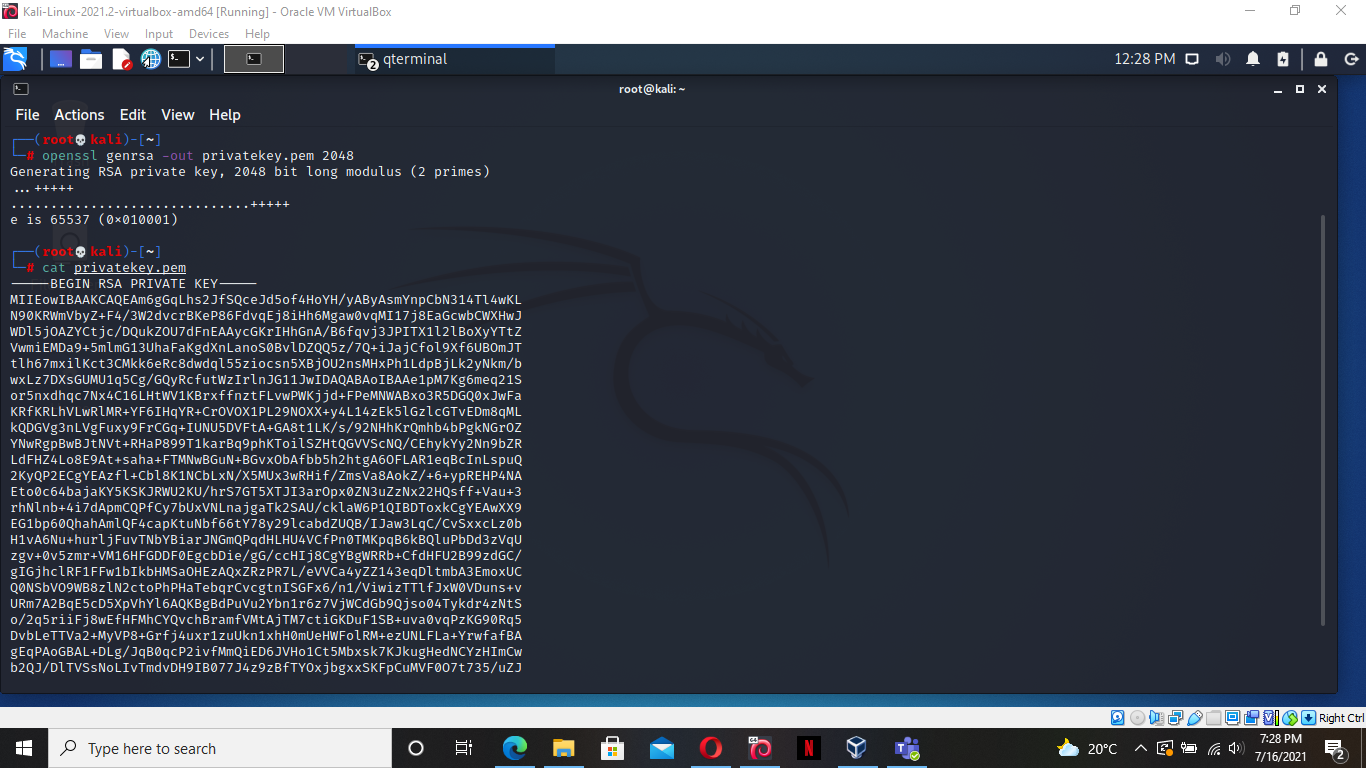 Kali-Linux-2021.2-virtualbox-amd64 [Running] - Oracle VM VirtualBox
File Machine View Input Devices Help
2 qterminal 12:28 PM
root@kali: ~
File Actions Edit View Help
(root kali)-[~]
# openssl genrsa -out privatekey.pem 2048
Generating RSA private key, 2048 bit long modulus (2 primes)
...+++++
..............................+++++
e is 65537 (0×010001)
(root kali)-[~]
# cat privatekey.pem
-----BEGIN RSA PRIVATE KEY-----
MIIEowIBAAKCAQEAm6gGqLhs2JfSQceJd5of4HoYH/yAByAsmYnpCbN314Tl4wKL
N90KRWmVbyZ+F4/3W2dvcrBKeP86FdvqEj8iHh6Mgaw0vqMI17j8EaGcwbCWXHwJ
WDl5jOAZYCtjc/DQukZOU7dFnEAAycGKrIHhGnA/B6fqvj3JPITX1l2lBoXyYTtZ
VwmiEMDa9+5mlmG13UhaFaKgdXnLanoS0BvlDZQQ5z/7Q+iJajCfol9Xf6UBOmJT
tlh67mxilKct3CMkk6eRc8dwdql55ziocsn5XBjOU2nsMHxPh1LdpBjLk2yNkm/b
wxLz7DXsGUMU1q5Cg/GQyRcfutWzIrlnJG11JwIDAQABAoIBAAe1pM7Kg6meq21S
or5nxdhqc7Nx4C16LHtWV1KBrxffnztFLvwPWKjjd+FPeMNWABxo3R5DGQ0xJwFa
KRfKRLhVLwRlMR+YF6IHqYR+CrOVOX1PL29NOXX+y4L14zEk5lGzlcGTvEDm8qML
kQDGVg3nLVgFuxy9FrCGq+IUNU5DVFtA+GA8t1LK/s/92NHhKrQmhb4bPgkNGrOZ
YNwRgpBwBJtNVt+RHaP899T1karBq9phKToilSZHtQGVVScNQ/CEhykYy2Nn9bZR
LdFHZ4Lo8E9At+saha+FTMNwBGuN+BGvxObAfbb5h2htgA6OFLAR1eqBcInLspuQ
2KyQP2ECgYEAzfl+Cbl8K1NCbLxN/X5MUx3wRHif/ZmsVa8AokZ/+6+ypREHP4NA
Eto0c64bajaKY5KSKJRWU2KU/hrS7GT5XTJI3arOpx0ZN3uZzNx22HQsff+Vau+3
rhNlnb+4i7dApmCQPfCy7bUxVNLnajgaTk2SAU/cklaW6P1QIBDToxkCgYEAwXX9
EG1bp60QhahAmlQF4capKtuNbf66tY78y29lcabdZUQB/IJaw3LqC/CvSxxcLz0b
H1vA6Nu+hurljFuvTNbYBiarJNGmQPqdHLHU4VCfPn0TMKpqB6kBQluPbDd3zVqU
zgv+0v5zmr+VM16HFGDDF0EgcbDie/gG/ccHIj8CgYBgWRRb+CfdHFU2B99zdGC/
gIGjhclRF1FFw1bIkbHMSaOHEzAQxZRzPR7L/eVVCa4yZZ143eqDltmbA3EmoxUC
Q0NSbVO9WB8zlN2ctoPhPHaTebqrCvcgtnISGFx6/n1/ViwizTTlfJxW0VDuns+v
URm7A2BqE5cD5XpVhYl6AQKBgBdPuVu2Ybn1r6z7VjWCdGb9Qjso04Tykdr4zNtS
o/2q5riiFj8wEfHFMhCYQvchBramfVMtAjTM7ctiGKDuF1SB+uva0vqPzKG90Rq5
DvbLeTTVa2+MyVP8+Grfj4uxr1zuUkn1xhH0mUeHWFolRM+ezUNLFLa+YrwfafBA
gEqPAoGBAL+DLg/JqB0qcP2ivfMmQiED6JVHo1Ct5Mbxsk7KJkugHedNCYzHImCw
b2QJ/DlTVSsNoLIvTmdvDH9IB077J4z9zBfTYOxjbgxxSKFpCuMVF0O7t735/uZJ
Right Ctrl
Type here to search
20°C
7:28 PM
7/16/2021
2